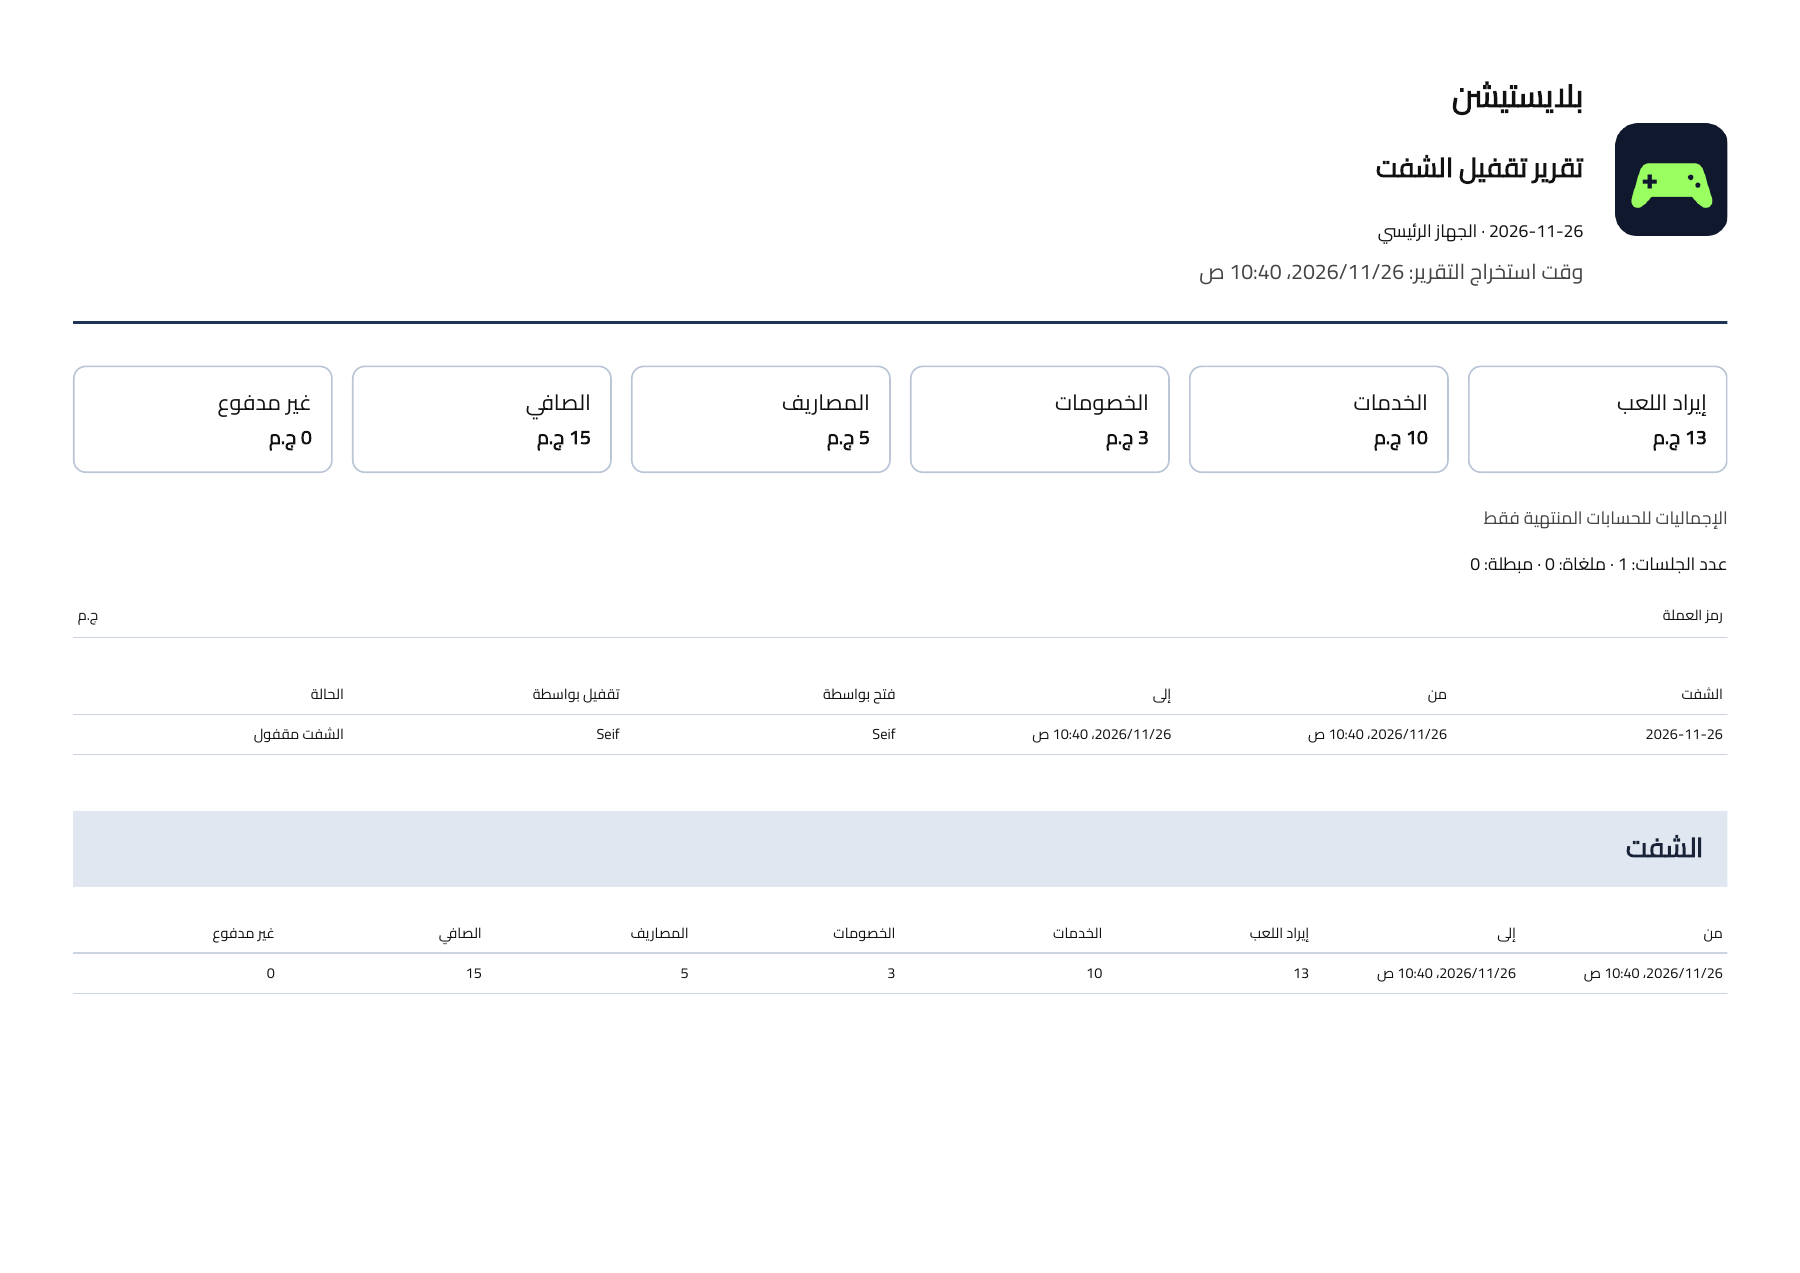 بلايستيشن
تقرير تقفيل الشفت
2026-11-26 · الجهاز الرئيسي
وقت استخراج التقرير: 2026/11/26، 10:40 ص
إيراد اللعب الخدمات الخصومات المصاريف الصافي غير مدفوع
13 ج.م 10 ج.م 3 ج.م 5 ج.م 15 ج.م 0 ج.م
الإجماليات للحسابات المنتهية فقط
عدد الجلسات: 1 · ملغاة: 0 · مبطلة: 0
رمز العملة ج.م
الشفت من إلى فتح بواسطة تقفيل بواسطة الحالة
2026-11-26 2026/11/26، 10:40 ص 2026/11/26، 10:40 ص Seif Seif الشفت مقفول
الشفت
من إلى إيراد اللعب الخدمات الخصومات المصاريف الصافي غير مدفوع
2026/11/26، 10:40 ص 2026/11/26، 10:40 ص 13 10 3 5 15 0